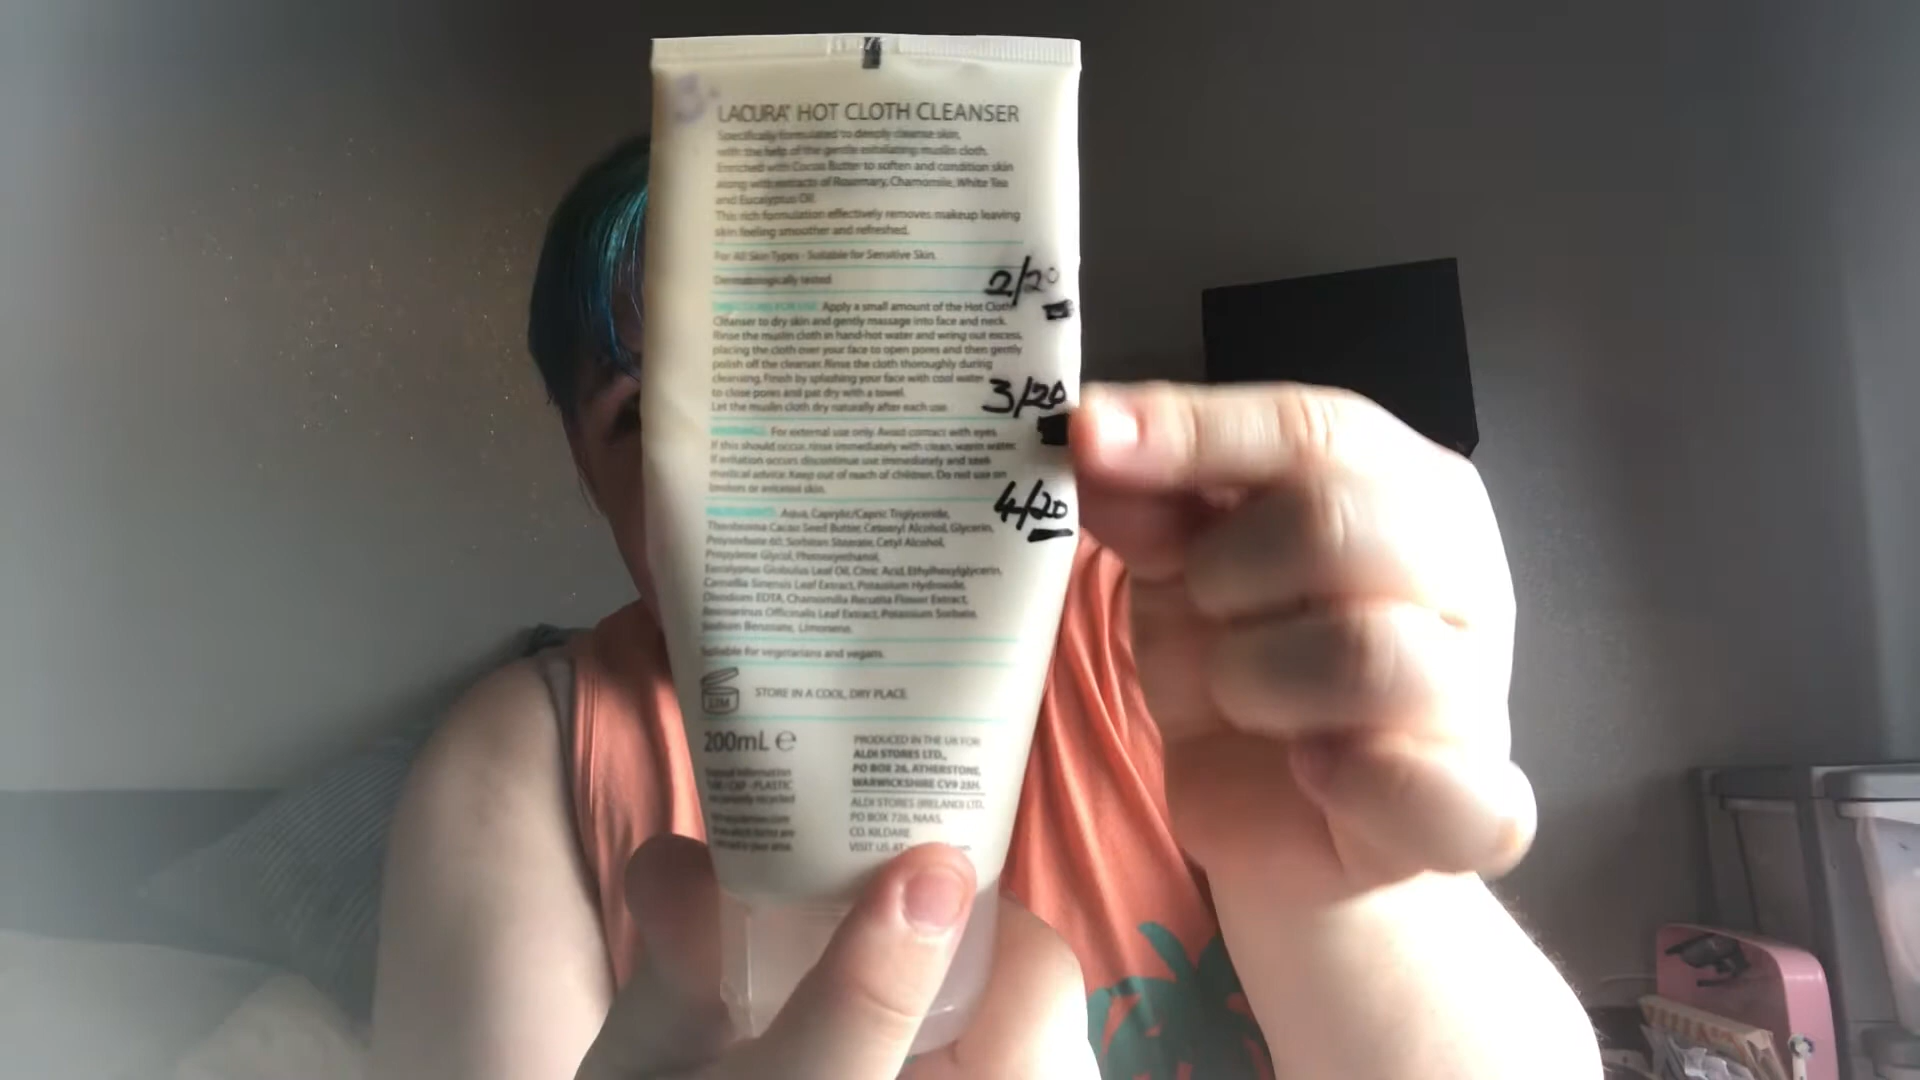 LACURA® HOT CLOTH CLEANSER
Specifically formulated to deeply cleanse skin,
with the help of the gentle exfoliating muslin cloth.
Enriched with Cocoa Butter to soften and condition skin
along with extracts of Rosemary, Chamomile, White Tea
and Eucalyptus Oil.
This rich formulation effectively removes makeup leaving
skin feeling smoother and refreshed.
For All Skin Types - Suitable for Sensitive Skin.
2/20
Dermatologically tested
DIRECTIONS FOR USE: Apply a small amount of the Hot Cloth
Cleanser to dry skin and gently massage into face and neck.
Rinse the muslin cloth in hand-hot water and wring out excess,
placing the cloth over your face to open pores and then gently
polish off the cleanser. Rinse the cloth thoroughly during
cleansing. Finish by splashing your face with cool water
to close pores and pat dry with a towel.
3/20
Let the muslin cloth dry naturally after each use.
WARNINGS: For external use only. Avoid contact with eyes.
If this should occur, rinse immediately with clean, warm water.
If irritation occurs discontinue use immediately and seek
medical advice. Keep out of reach of children. Do not use on
broken or irritated skin.
4/20
INGREDIENTS: Aqua, Caprylic/Capric Triglyceride,
Theobroma Cacao Seed Butter, Cetearyl Alcohol, Glycerin,
Polysorbate 60, Sorbitan Stearate, Cetyl Alcohol,
Propylene Glycol, Phenoxyethanol,
Eucalyptus Globulus Leaf Oil, Citric Acid, Ethylhexylglycerin,
Camellia Sinensis Leaf Extract, Potassium Hydroxide,
Disodium EDTA, Chamomilla Recutita Flower Extract,
Rosmarinus Officinalis Leaf Extract, Potassium Sorbate,
Sodium Benzoate, Limonene.
Suitable for vegetarians and vegans.
12M
STORE IN A COOL, DRY PLACE
200mL e
PRODUCED IN THE UK FOR
ALDI STORES LTD.,
PO BOX 26, ATHERSTONE,
WARWICKSHIRE CV9 2SH.
ALDI STORES (IRELAND) LTD.
PO BOX 726, NAAS,
CO. KILDARE
VISIT US AT
information
CAP - PLASTIC
recycled